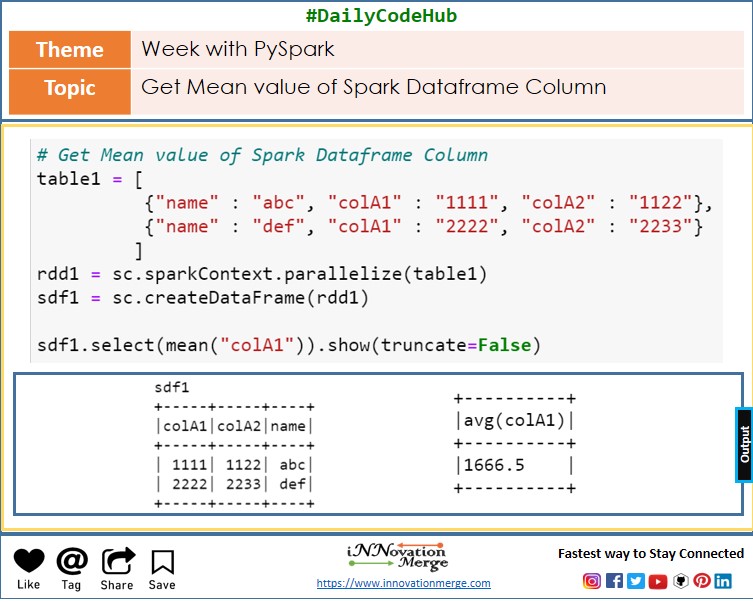 #DailyCodeHub
Theme Week with PySpark
Topic Get Mean value of Spark Dataframe Column
# Get Mean value of Spark Dataframe Column
table1 = [
{"name" : "abc", "colA1" : "1111", "colA2" : "1122"},
{"name" : "def", "colA1" : "2222", "colA2" : "2233"}
]
rdd1 = sc.sparkContext.parallelize(table1)
sdf1 = sc.createDataFrame(rdd1)
sdf1.select(mean("colA1")).show(truncate=False)
sdf1
+-----+-----+----+
|colA1|colA2|name|
+-----+-----+----+
| 1111| 1122| abc|
| 2222| 2233| def|
+-----+-----+----+
+----------+
|avg(colA1)|
+----------+
|1666.5    |
+----------+
Output
Like Tag Share Save
iNNovation
Merge
https://www.innovationmerge.com
Fastest way to Stay Connected